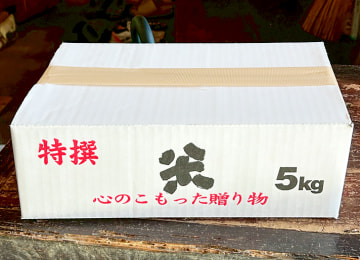 特撰
米
5kg
心のこもった贈り物